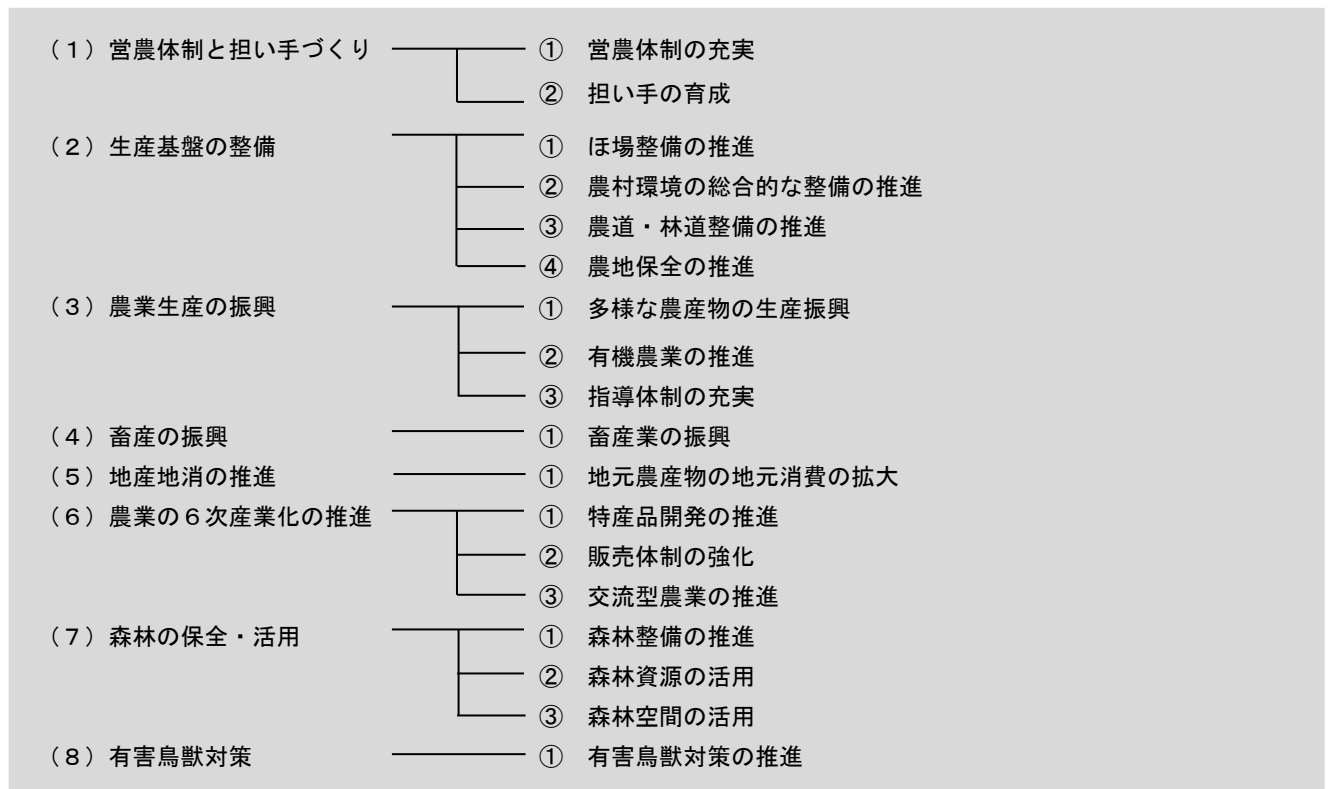 （１）営農体制と担い手づくり ① 営農体制の充実
② 担い手の育成
（２）生産基盤の整備 ① ほ場整備の推進
② 農村環境の総合的な整備の推進
③ 農道・林道整備の推進
④ 農地保全の推進
（３）農業生産の振興 ① 多様な農産物の生産振興
② 有機農業の推進
③ 指導体制の充実
（４）畜産の振興 ① 畜産業の振興
（５）地産地消の推進 ① 地元農産物の地元消費の拡大
（６）農業の６次産業化の推進 ① 特産品開発の推進
② 販売体制の強化
③ 交流型農業の推進
（７）森林の保全・活用 ① 森林整備の推進
② 森林資源の活用
③ 森林空間の活用
（８）有害鳥獣対策 ① 有害鳥獣対策の推進